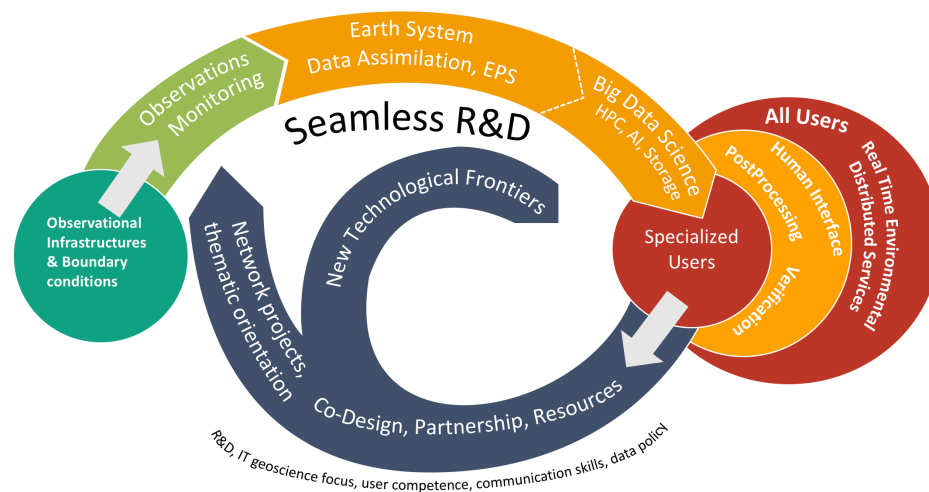 Earth System
Data Assimilation, EPS
Observations
Monitoring
Big Data Science
HPC, AI, Storage
Seamless R&D
All Users
Real Time Environmental
Distributed Services
Human Interface
PostProcessing
Verification
Specialized
Users
Observational
Infrastructures
& Boundary
conditions
New Technological Frontiers
Network projects,
thematic orientation
Co-Design, Partnership, Resources
R&D, IT geoscience focus, user competence, communication skills, data policy